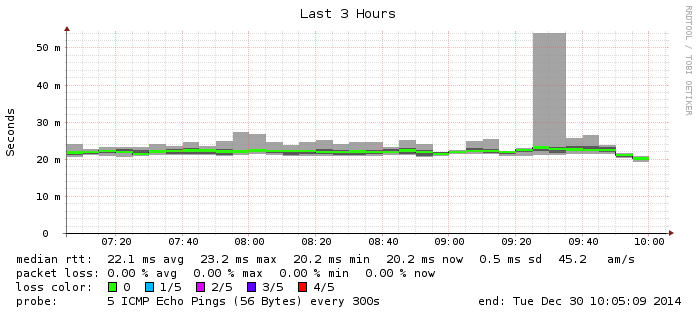 Last 3 Hours
RRDTOOL / TOBI OETIKER
Seconds
50 m
40 m
30 m
20 m
10 m
0
07:20 07:40 08:00 08:20 08:40 09:00 09:20 09:40 10:00
median rtt: 22.1 ms avg 23.2 ms max 20.2 ms min 20.2 ms now 0.5 ms sd 45.2 am/s
packet loss: 0.00 % avg 0.00 % max 0.00 % min 0.00 % now
loss color: 0 1/5 2/5 3/5 4/5
probe: 5 ICMP Echo Pings (56 Bytes) every 300s end: Tue Dec 30 10:05:09 2014